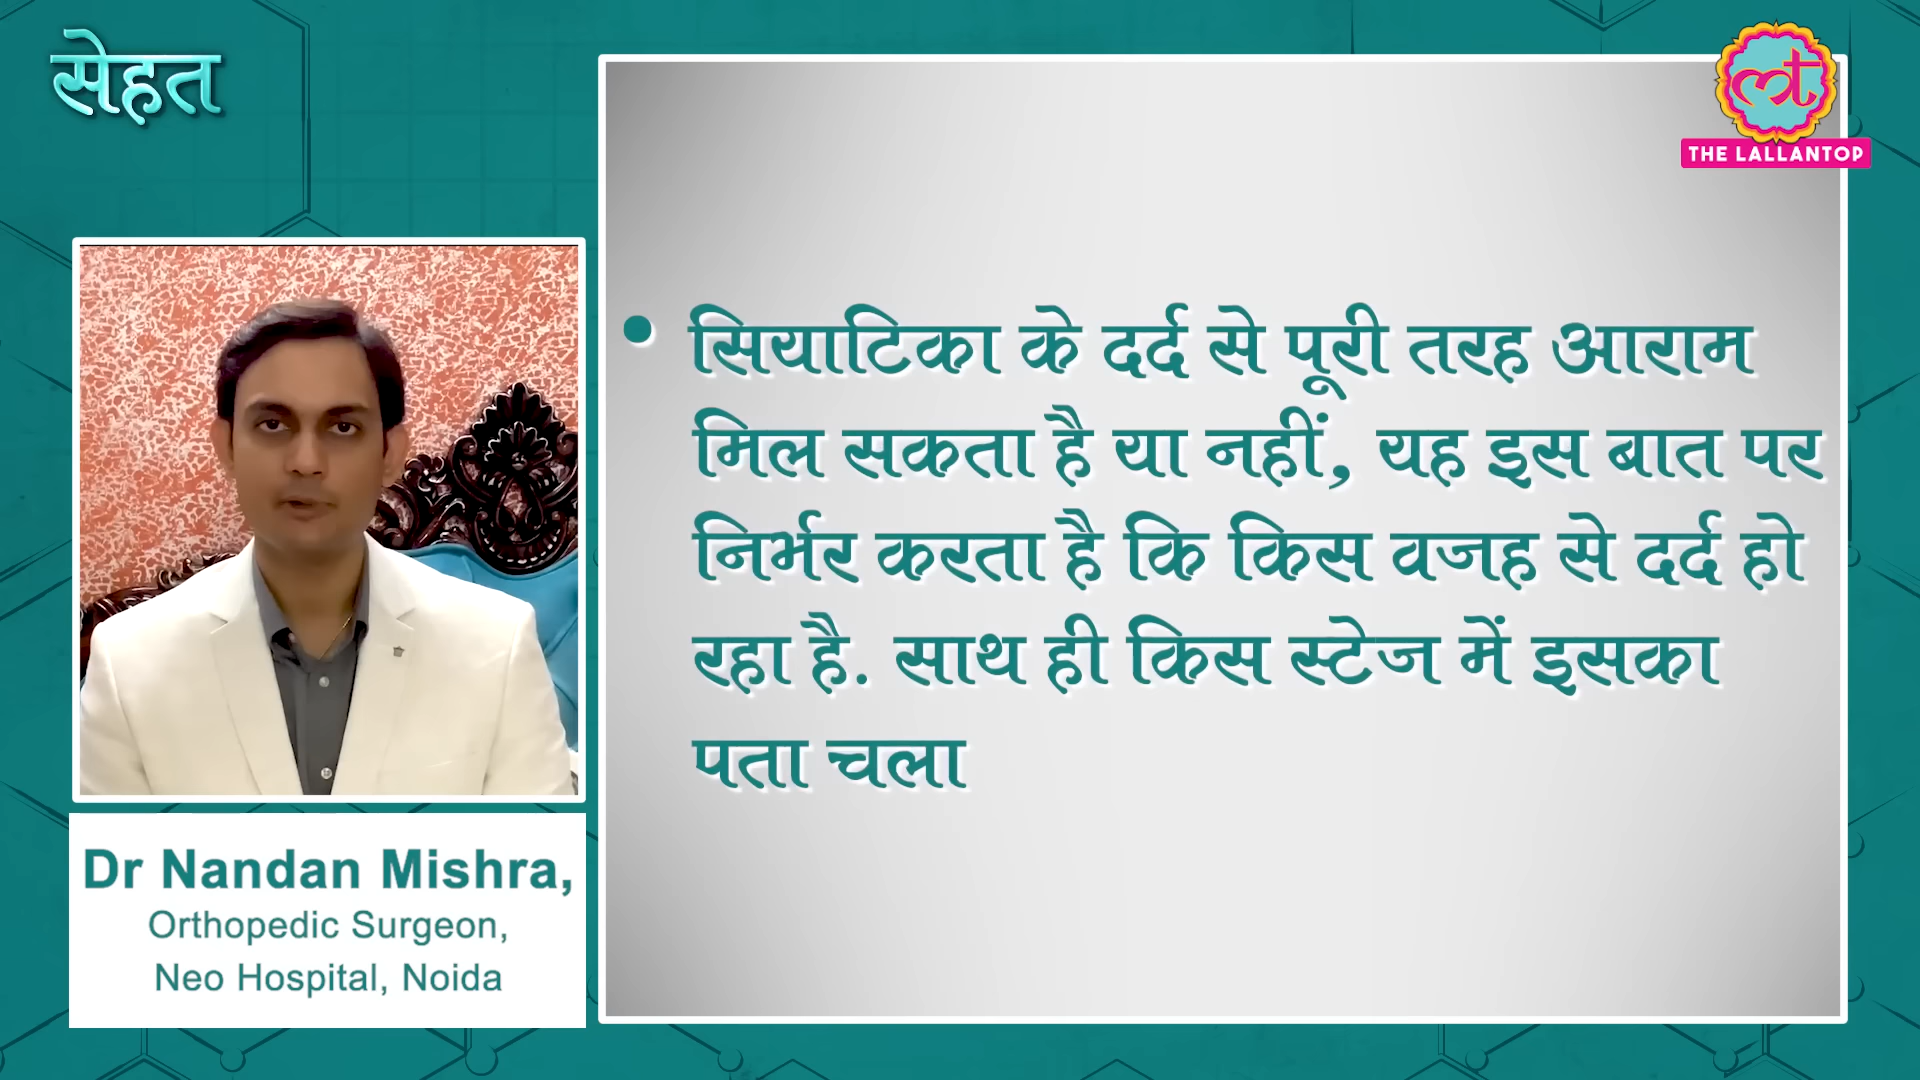 सेहत
THE LALLANTOP
• सियाटिका के दर्द से पूरी तरह आराम
मिल सकता है या नहीं, यह इस बात पर
निर्भर करता है कि किस वजह से दर्द हो
रहा है. साथ ही किस स्टेज में इसका
पता चला
Dr Nandan Mishra,
Orthopedic Surgeon,
Neo Hospital, Noida